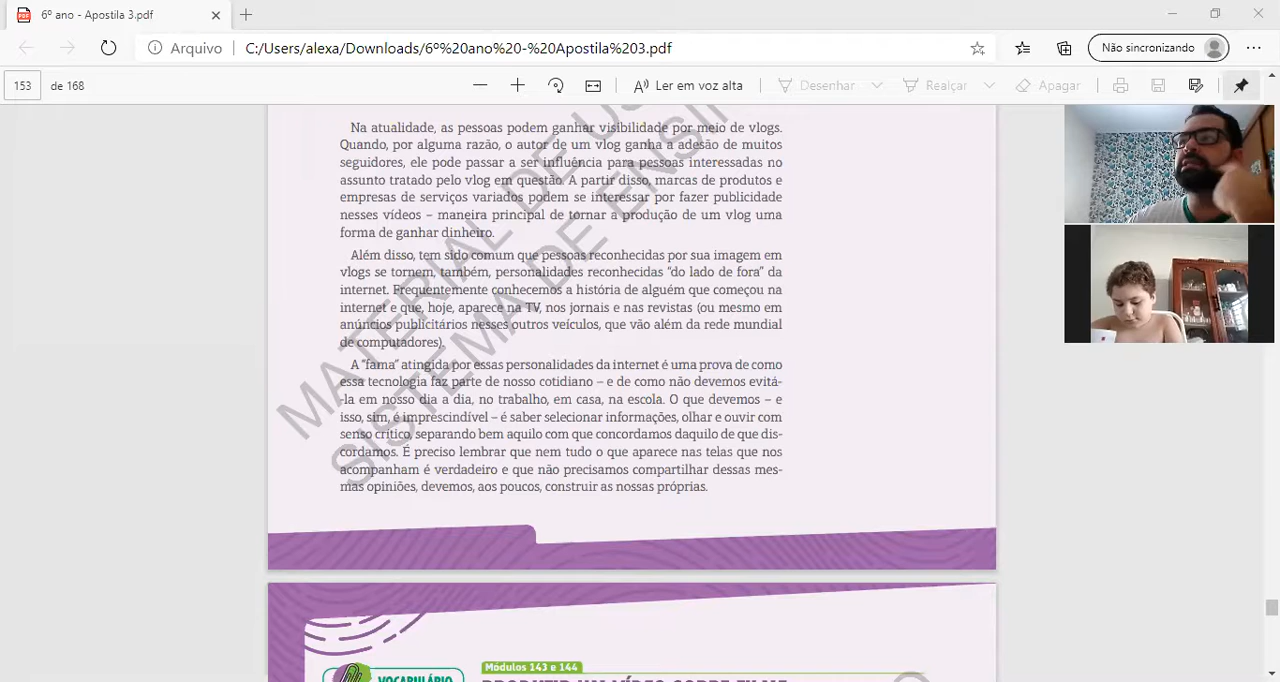 6º ano - Apostila 3.pdf
Arquivo
C:/Users/alexa/Downloads/6º%20ano%20-%20Apostila%203.pdf
Não sincronizando
153
de 168
Ler em voz alta
Desenhar
Realçar
Apagar
Na atualidade, as pessoas podem ganhar visibilidade por meio de vlogs.
Quando, por alguma razão, o autor de um vlog ganha a adesão de muitos
seguidores, ele pode passar a ser influência para pessoas interessadas no
assunto tratado pelo vlog em questão. A partir disso, marcas de produtos e
empresas de serviços variados podem se interessar por fazer publicidade
nesses vídeos – maneira principal de tornar a produção de um vlog uma
forma de ganhar dinheiro.
Além disso, tem sido comum que pessoas reconhecidas por sua imagem em
vlogs se tornem, também, personalidades reconhecidas “do lado de fora” da
internet. Frequentemente conhecemos a história de alguém que começou na
internet e que, hoje, aparece na TV, nos jornais e nas revistas (ou mesmo em
anúncios publicitários nesses outros veículos, que vão além da rede mundial
de computadores).
A “fama” atingida por essas personalidades da internet é uma prova de como
essa tecnologia faz parte de nosso cotidiano – e de como não devemos evitá-
-la em nosso dia a dia, no trabalho, em casa, na escola. O que devemos – e
isso, sim, é imprescindível – é saber selecionar informações, olhar e ouvir com
senso crítico, separando bem aquilo com que concordamos daquilo de que dis-
cordamos. É preciso lembrar que nem tudo o que aparece nas telas que nos
acompanham é verdadeiro e que não precisamos compartilhar dessas mes-
mas opiniões, devemos, aos poucos, construir as nossas próprias.
MATERIAL DE US
SISTEMA DE ENSI
Módulos 143 e 144
VOCABULÁRIO
PRODUZIR UM VÍDEO SOBRE